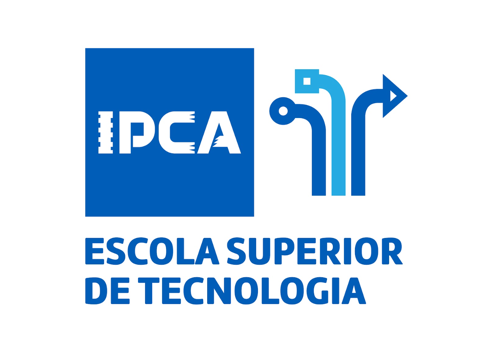 IPCA
ESCOLA SUPERIOR
DE TECNOLOGIA